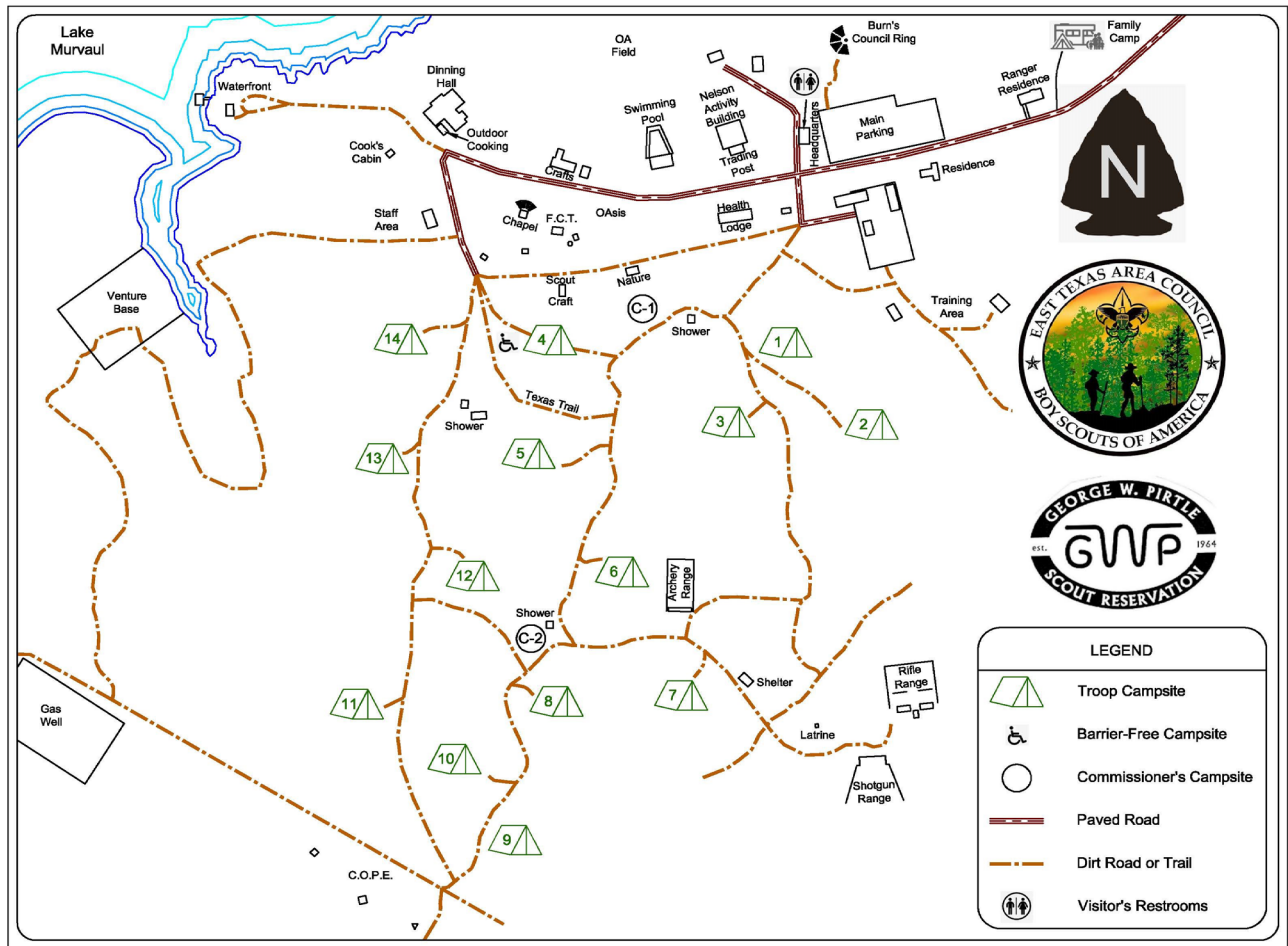 Lake
Murvaul
Waterfront
Dinning
Hall
Outdoor
Cooking
Cook's
Cabin
OA
Field
Swimming
Pool
Nelson
Activity
Building
Trading
Post
Burn's
Council Ring
Headquarters
Main
Parking
Family
Camp
Ranger
Residence
Residence
Crafts
Staff
Area
Chapel
F.C.T.
OAsis
Health
Lodge
N
Venture
Base
Scout
Craft
Nature
C-1
Shower
Training
Area
14
4
1
EAST TEXAS AREA COUNCIL
BOY SCOUTS OF AMERICA
Texas Trail
Shower
3
2
13
5
GEORGE W. PIRTLE
est.
GWP
1964
SCOUT RESERVATION
12
6
Archery
Range
Shower
C-2
11
8
7
Shelter
Rifle
Range
Gas
Well
Latrine
10
Shotgun
Range
9
C.O.P.E.
LEGEND
Troop Campsite
Barrier-Free Campsite
Commissioner's Campsite
Paved Road
Dirt Road or Trail
Visitor's Restrooms